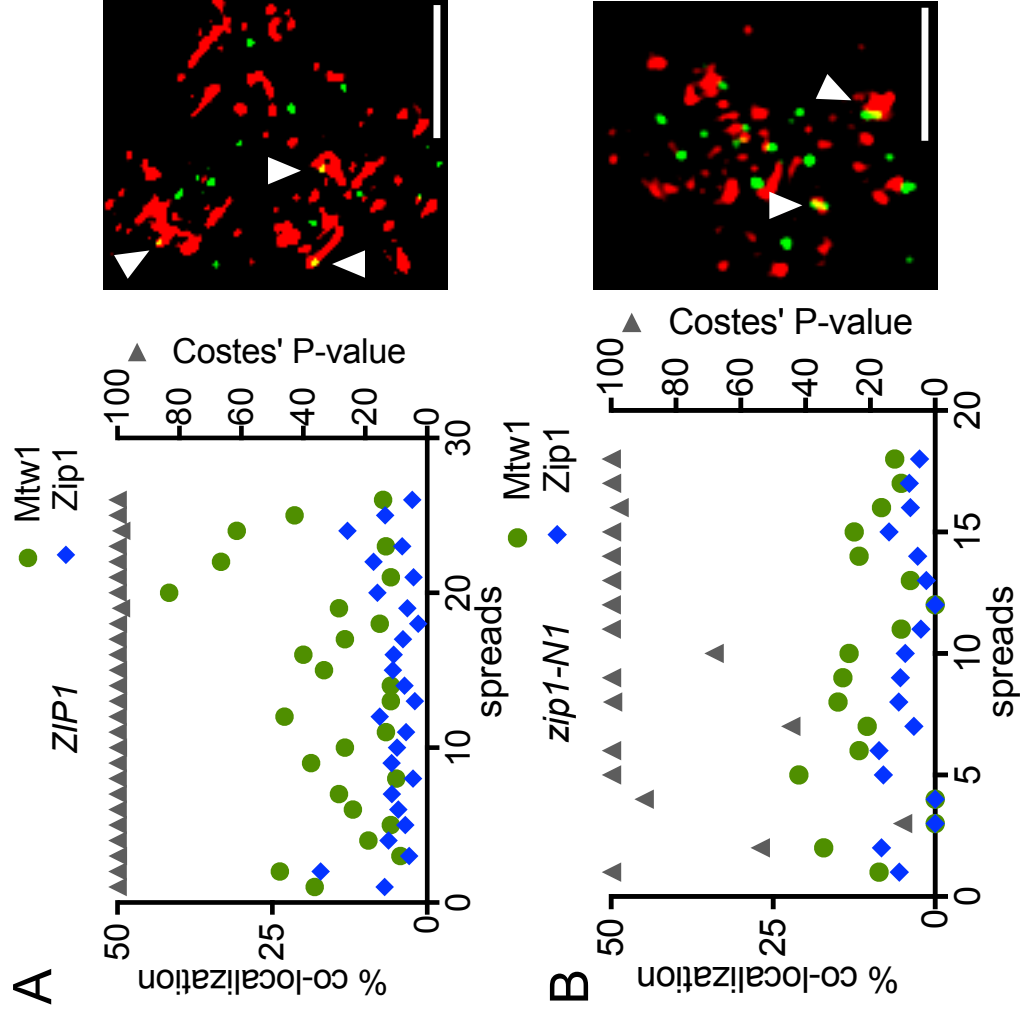 A
ZIP1
Mtw1
Zip1
Costes' P-value
% co-localization
50
25
0
100
80
60
40
20
0
0
10
20
30
spreads
B
zip1-N1
Mtw1
Zip1
Costes' P-value
% co-localization
50
25
0
100
80
60
40
20
0
0
5
10
15
20
spreads